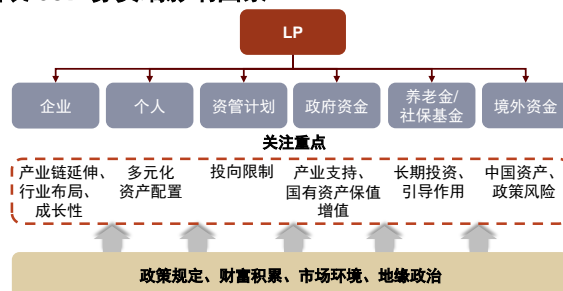 LP
企业
个人
资管计划
政府资金
养老金/
社保基金
境外资金
关注重点
产业链延伸、
行业布局、
成长性
多元化
资产配置
投向限制
产业支持、
国有资产保值
增值
长期投资、
引导作用
中国资产、
政策风险
政策规定、财富积累、市场环境、地缘政治